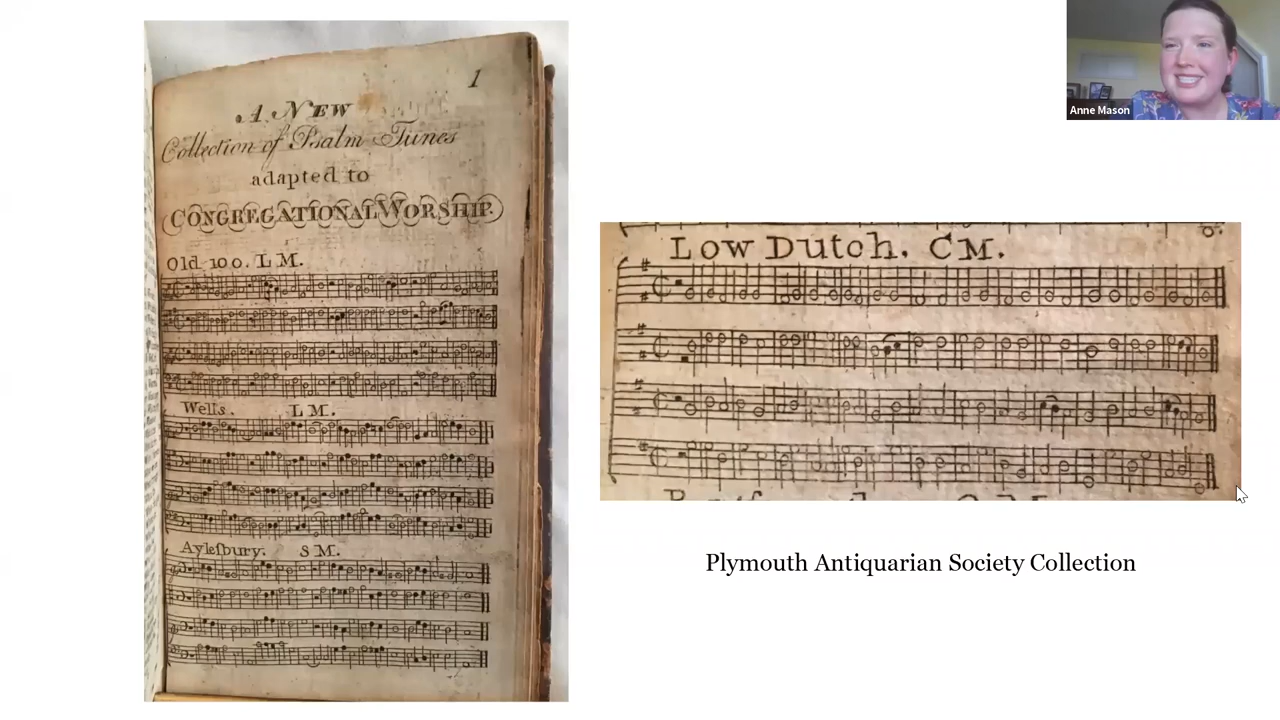 1
A NEW
Collection of Psalm Tunes
adapted to
CONGREGATIONAL WORSHIP.
Old 100. L M.
Wells. L M.
Aylesbury. S M.
Low Dutch. CM.
Plymouth Antiquarian Society Collection
Anne Mason